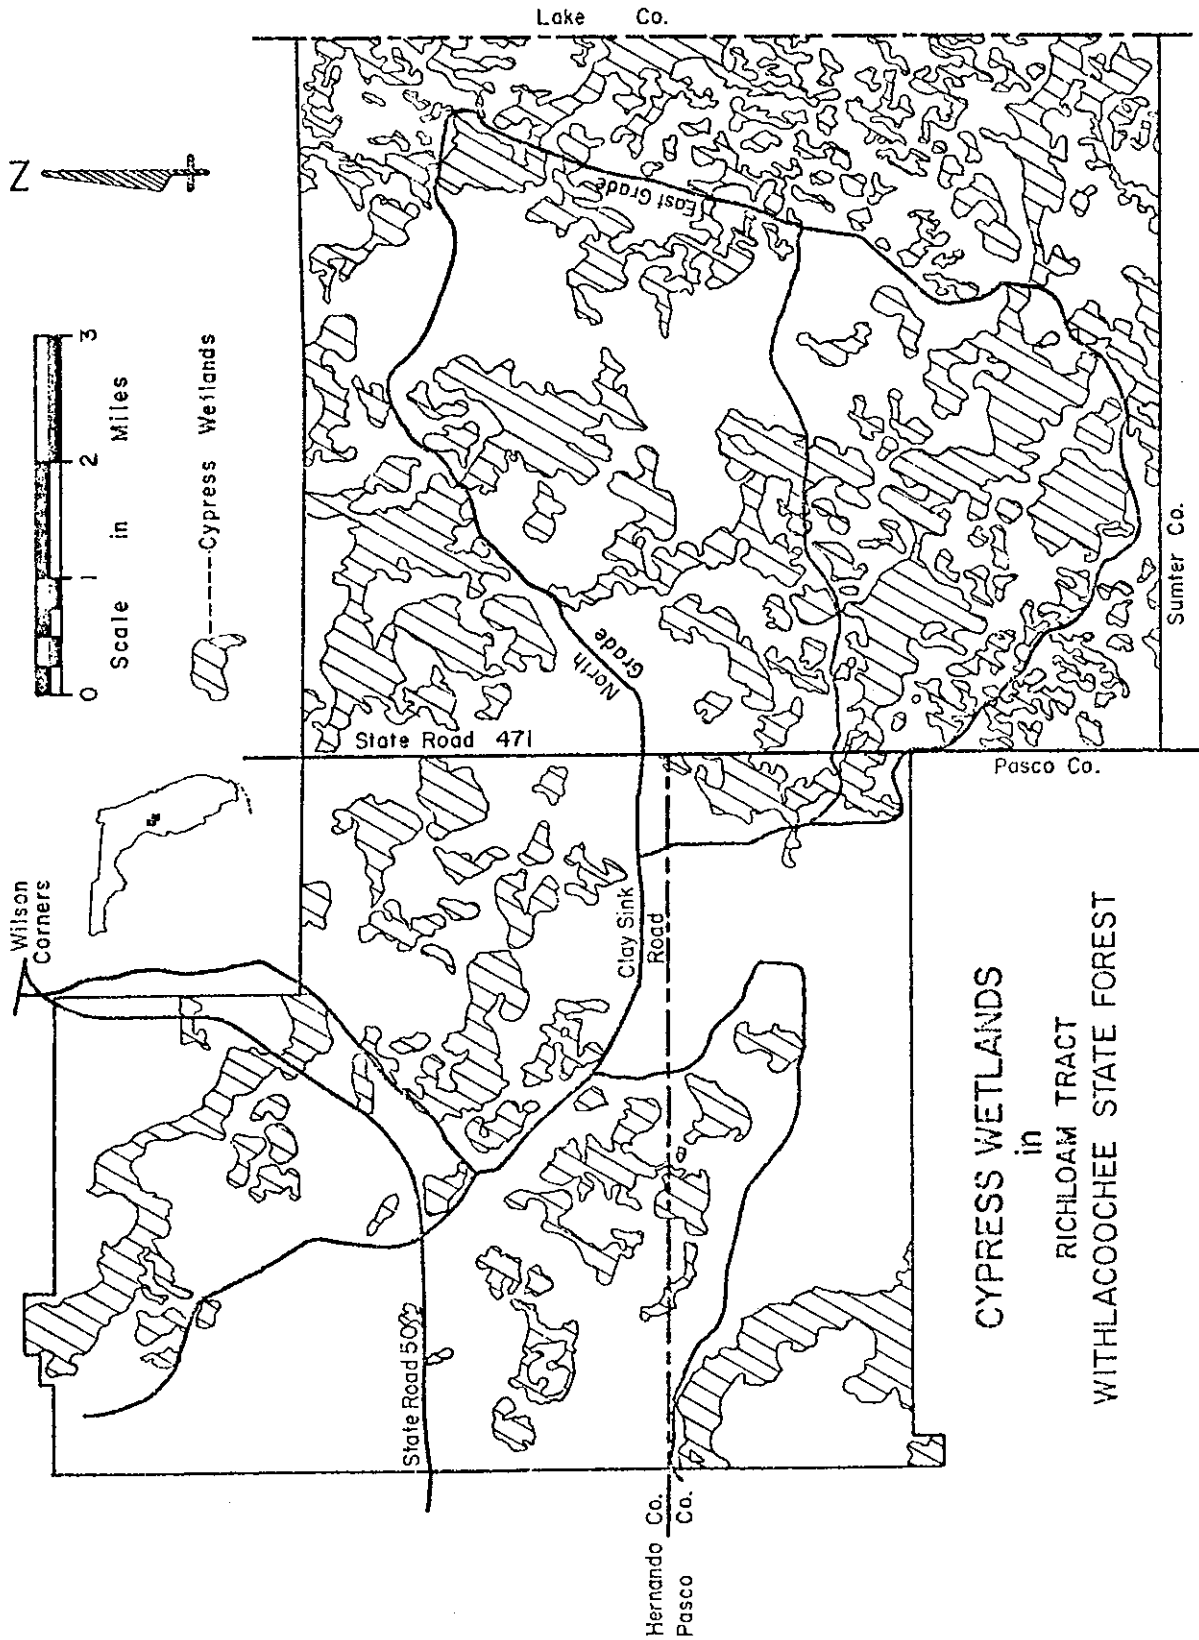 Lake Co.
Z
3
2
1
0
Scale in Miles
Cypress Wetlands
East Grade
North
Grade
State Road 471
Sumter Co.
Pasco Co.
Wilson
Corners
Clay Sink
Road
State Road 50
Hernando Co.
Pasco Co.
CYPRESS WETLANDS
in
RICHLOAM TRACT
WITHLACOOCHEE STATE FOREST